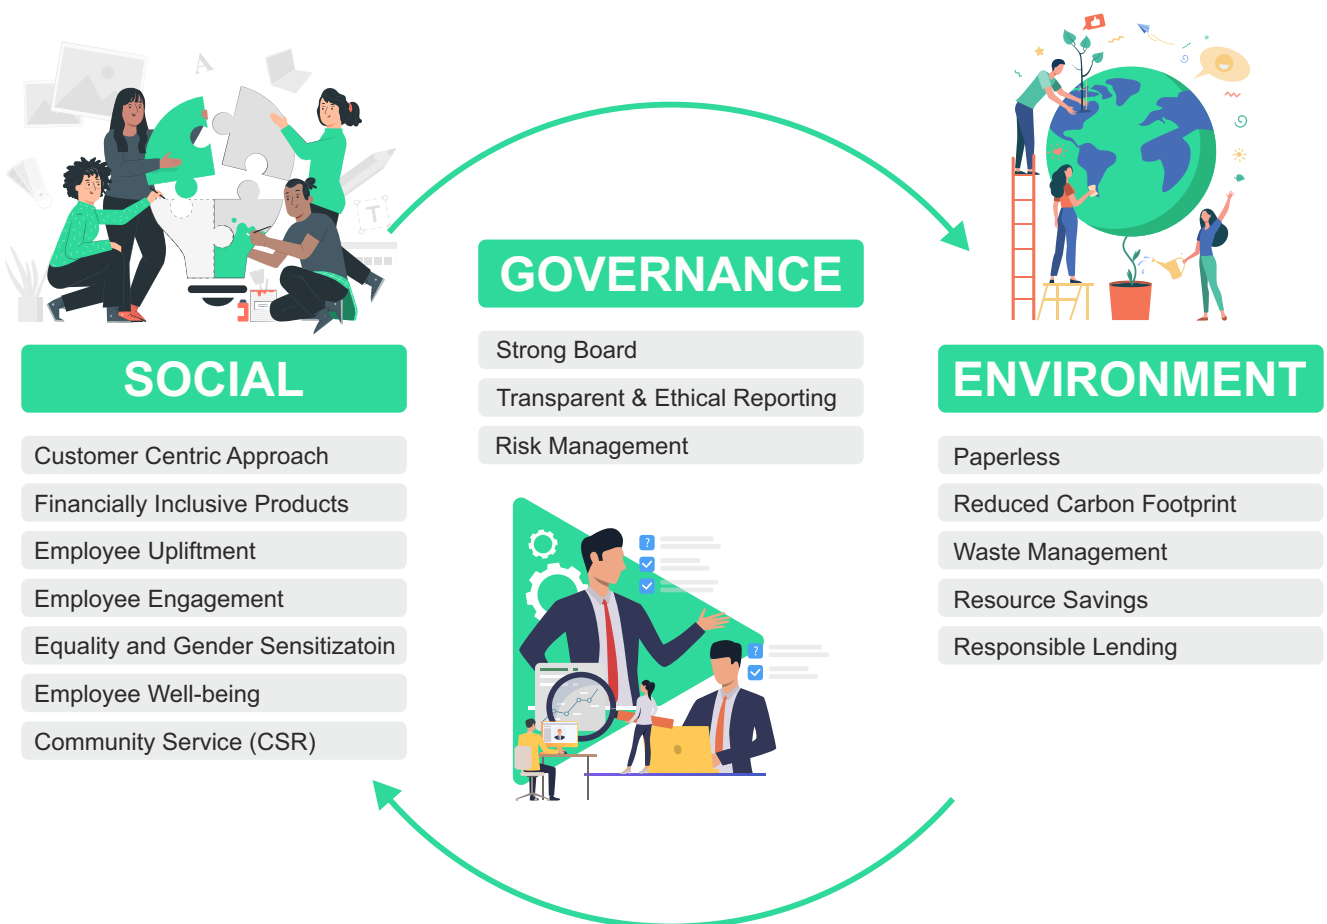 SOCIAL
Customer Centric Approach
Financially Inclusive Products
Employee Upliftment
Employee Engagement
Equality and Gender Sensitizatoin
Employee Well-being
Community Service (CSR)
GOVERNANCE
Strong Board
Transparent & Ethical Reporting
Risk Management
ENVIRONMENT
Paperless
Reduced Carbon Footprint
Waste Management
Resource Savings
Responsible Lending
A
T
?
?